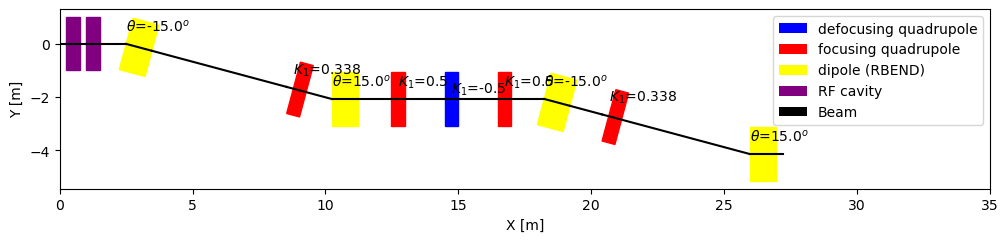 θ=-15.0°
K₁=0.338
θ=15.0°
K₁=0.5
K₁=-0.5
K₁=0.5
θ=-15.0°
K₁=0.338
θ=15.0°
defocusing quadrupole
focusing quadrupole
dipole (RBEND)
RF cavity
Beam
Y [m]
0
−2
−4
0 5 10 15 20 25 30 35
X [m]